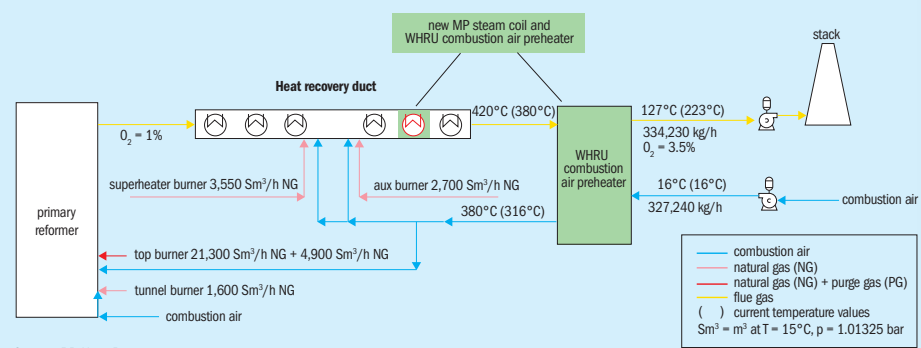 new MP steam coil and
WHRU combustion air preheater
stack
Heat recovery duct
420°C (380°C)
127°C (223°C)
O₂ = 1%
334,230 kg/h
O₂ = 3.5%
WHRU
combustion
air preheater
superheater burner 3,550 Sm³/h NG
aux burner 2,700 Sm³/h NG
16°C (16°C)
combustion air
327,240 kg/h
380°C (316°C)
primary
reformer
top burner 21,300 Sm³/h NG + 4,900 Sm³/h NG
tunnel burner 1,600 Sm³/h NG
combustion air
combustion air
natural gas (NG)
natural gas (NG) + purge gas (PG)
flue gas
( ) current temperature values
Sm³ = m³ at T = 15°C, p = 1.01325 bar